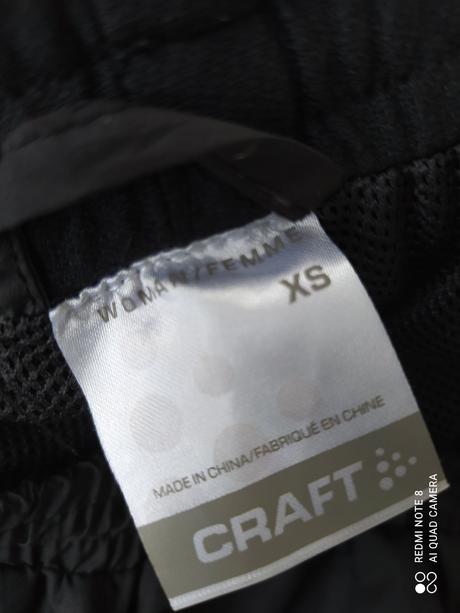 WOMAN/FEMME
XS
MADE IN CHINA/FABRIQUÉ EN CHINE
CRAFT
REDMI NOTE 8
AI QUAD CAMERA